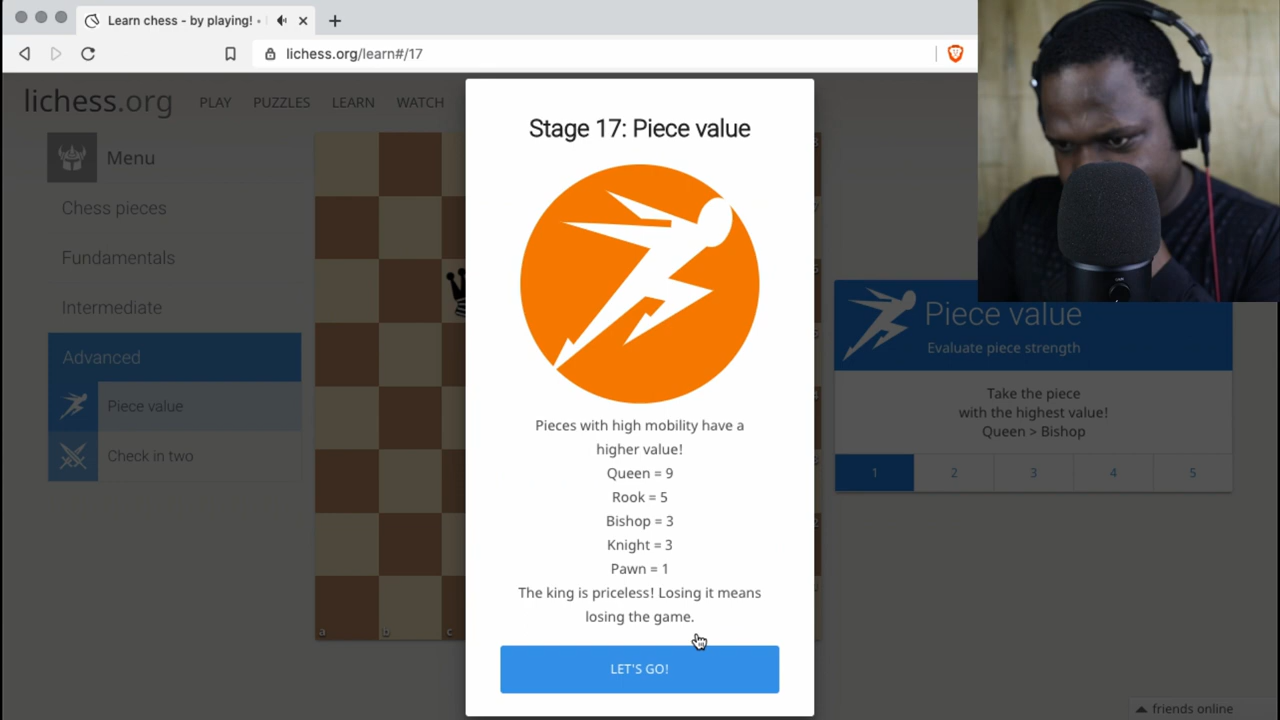 Learn chess - by playing! •
lichess.org/learn#/17
lichess.org
PLAY
PUZZLES
LEARN
WATCH
Menu
Chess pieces
Fundamentals
Intermediate
Advanced
Piece value
Check in two
a
b
c
Stage 17: Piece value
Pieces with high mobility have a
higher value!
Queen = 9
Rook = 5
Bishop = 3
Knight = 3
Pawn = 1
The king is priceless! Losing it means
losing the game.
LET'S GO!
Piece value
Evaluate piece strength
Take the piece
with the highest value!
Queen > Bishop
1
2
3
4
5
friends online